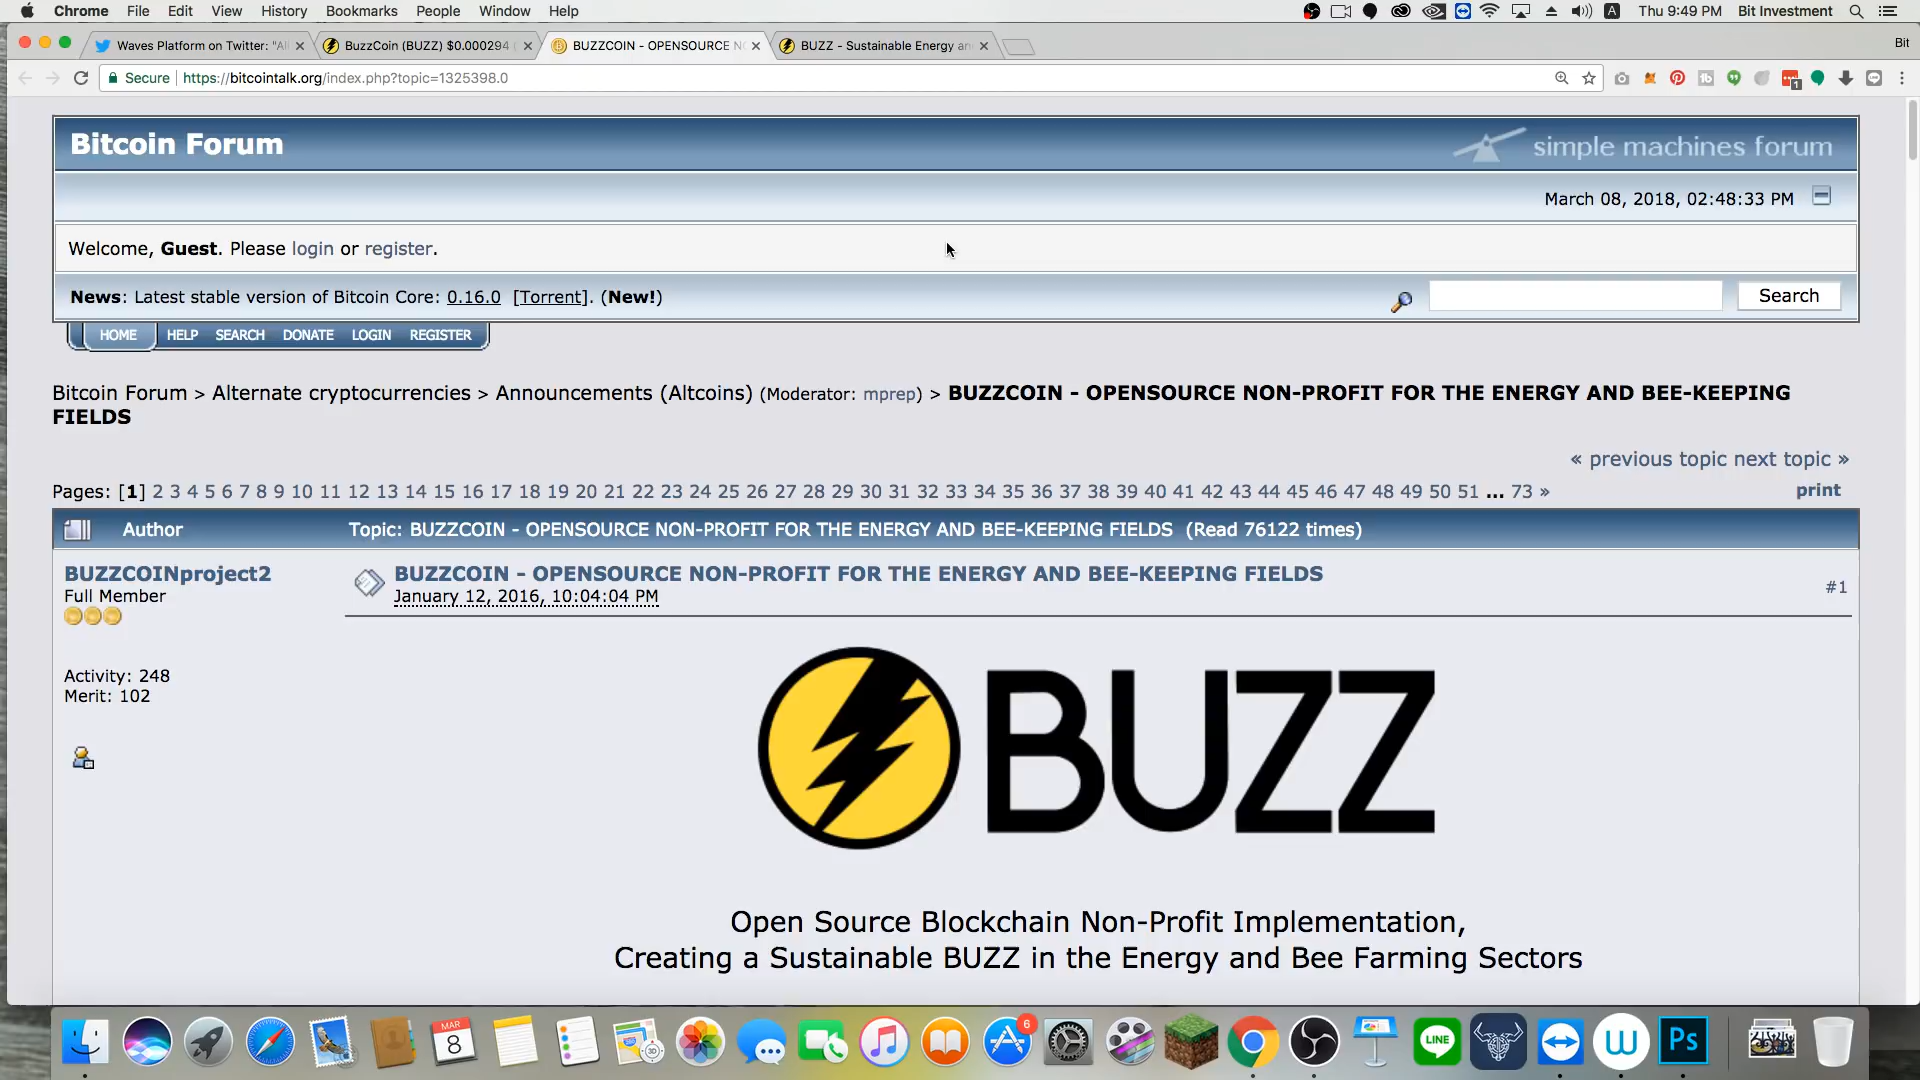 Chrome File Edit View History Bookmarks People Window Help
A Thu 9:49 PM Bit Investment
Waves Platform on Twitter: "Al
BuzzCoin (BUZZ) $0.000294
BUZZCOIN - OPENSOURCE N
BUZZ - Sustainable Energy an
Bit
Secure https://bitcointalk.org/index.php?topic=1325398.0
Bitcoin Forum
simple machines forum
March 08, 2018, 02:48:33 PM
Welcome, Guest. Please login or register.
News: Latest stable version of Bitcoin Core: 0.16.0 [Torrent]. (New!)
Search
HOME HELP SEARCH DONATE LOGIN REGISTER
Bitcoin Forum > Alternate cryptocurrencies > Announcements (Altcoins) (Moderator: mprep) > BUZZCOIN - OPENSOURCE NON-PROFIT FOR THE ENERGY AND BEE-KEEPING
FIELDS
« previous topic next topic »
Pages: [1] 2 3 4 5 6 7 8 9 10 11 12 13 14 15 16 17 18 19 20 21 22 23 24 25 26 27 28 29 30 31 32 33 34 35 36 37 38 39 40 41 42 43 44 45 46 47 48 49 50 51 ... 73 »
print
Author
Topic: BUZZCOIN - OPENSOURCE NON-PROFIT FOR THE ENERGY AND BEE-KEEPING FIELDS (Read 76122 times)
BUZZCOINproject2
Full Member
Activity: 248
Merit: 102
BUZZCOIN - OPENSOURCE NON-PROFIT FOR THE ENERGY AND BEE-KEEPING FIELDS
January 12, 2016, 10:04:04 PM
#1
BUZZ
Open Source Blockchain Non-Profit Implementation,
Creating a Sustainable BUZZ in the Energy and Bee Farming Sectors
MAR
8
3D
6
LINE
W
Ps